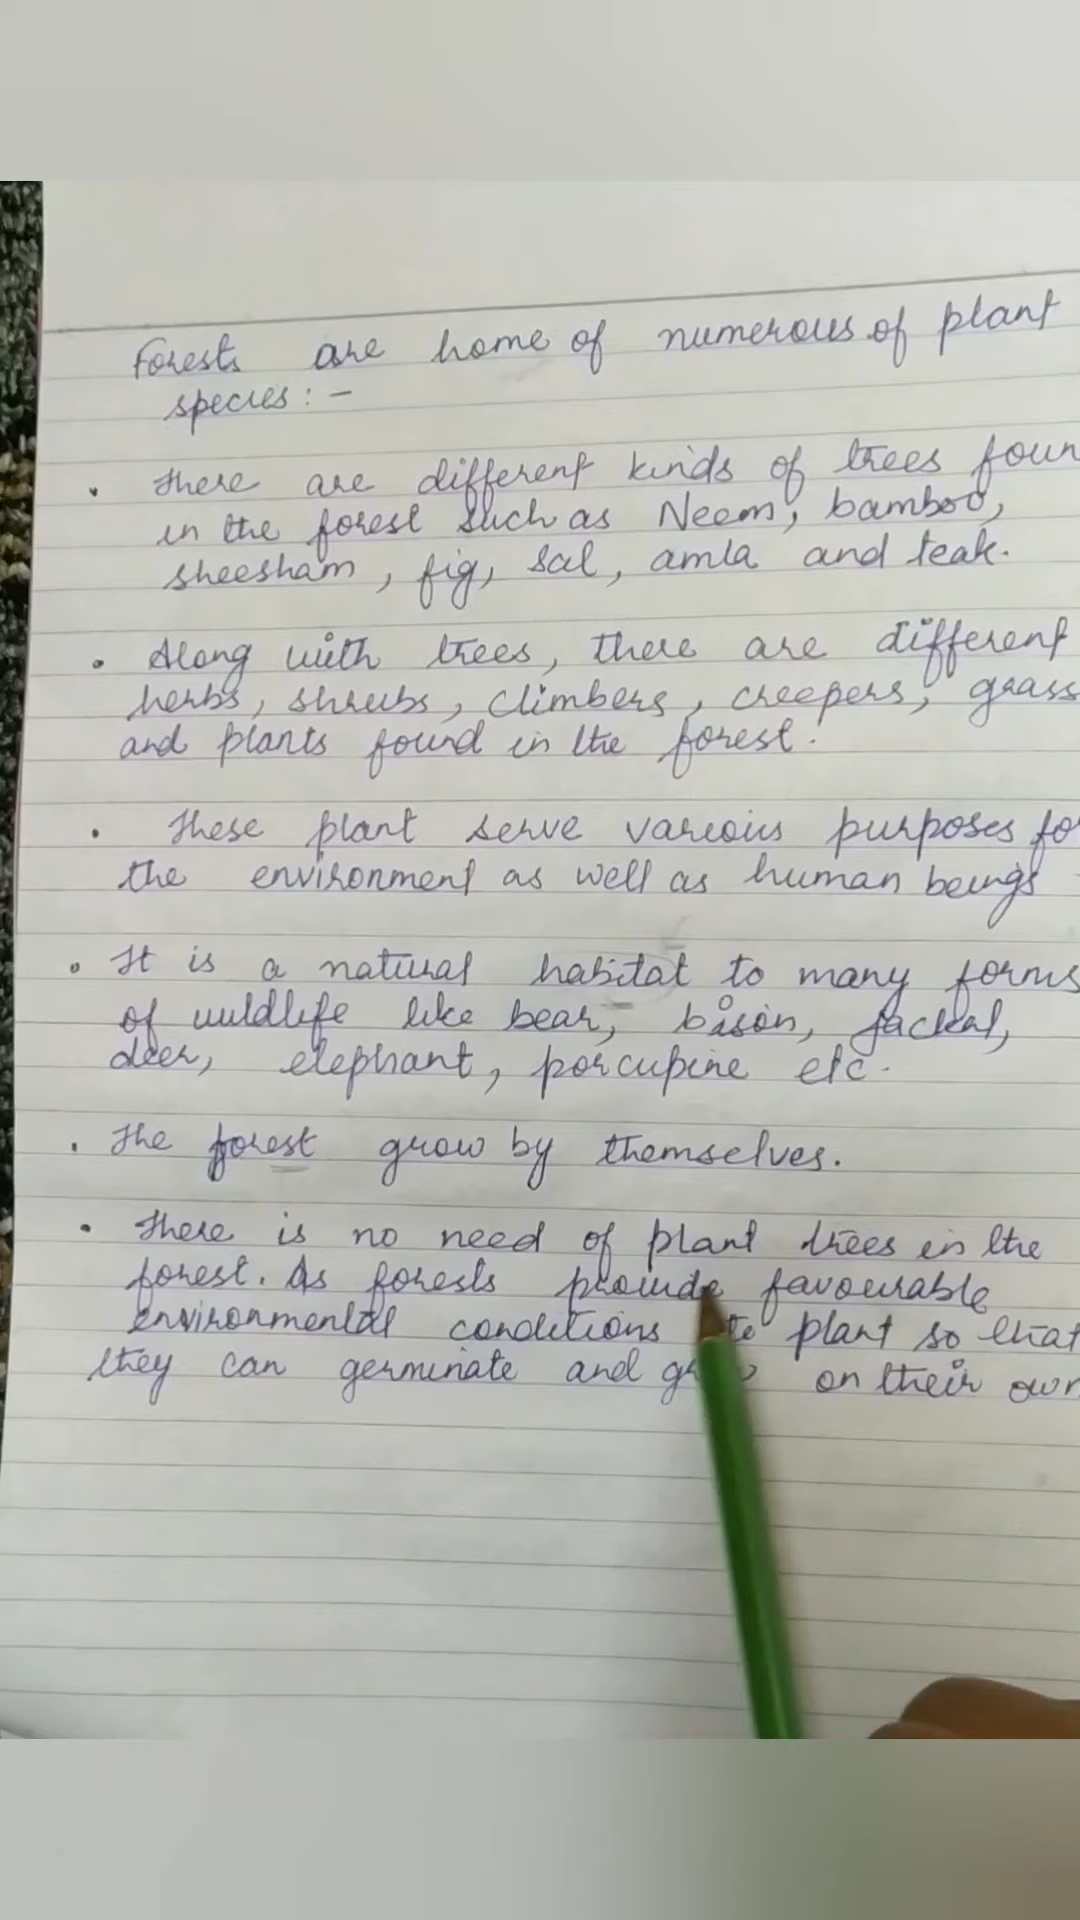 Forests are home of numerous of plant
species : -
. There are different kinds of trees foun
in the forest such as Neem, bamboo,
sheesham, fig, sal, amla and teak.
. Along with trees, there are different
herbs, shrubs, climbers, creepers, grass
and plants found in the forest.
. These plant serve various purposes for
the environment as well as human beings
. It is a natural habitat to many forms
of wildlife like bear, bison, jackal,
deer, elephant, porcupine etc.
. The forest grow by themselves.
. There is no need of plant trees in the
forest. As forests provide favourable
environmental conditions to plant so that
they can germinate and on their own